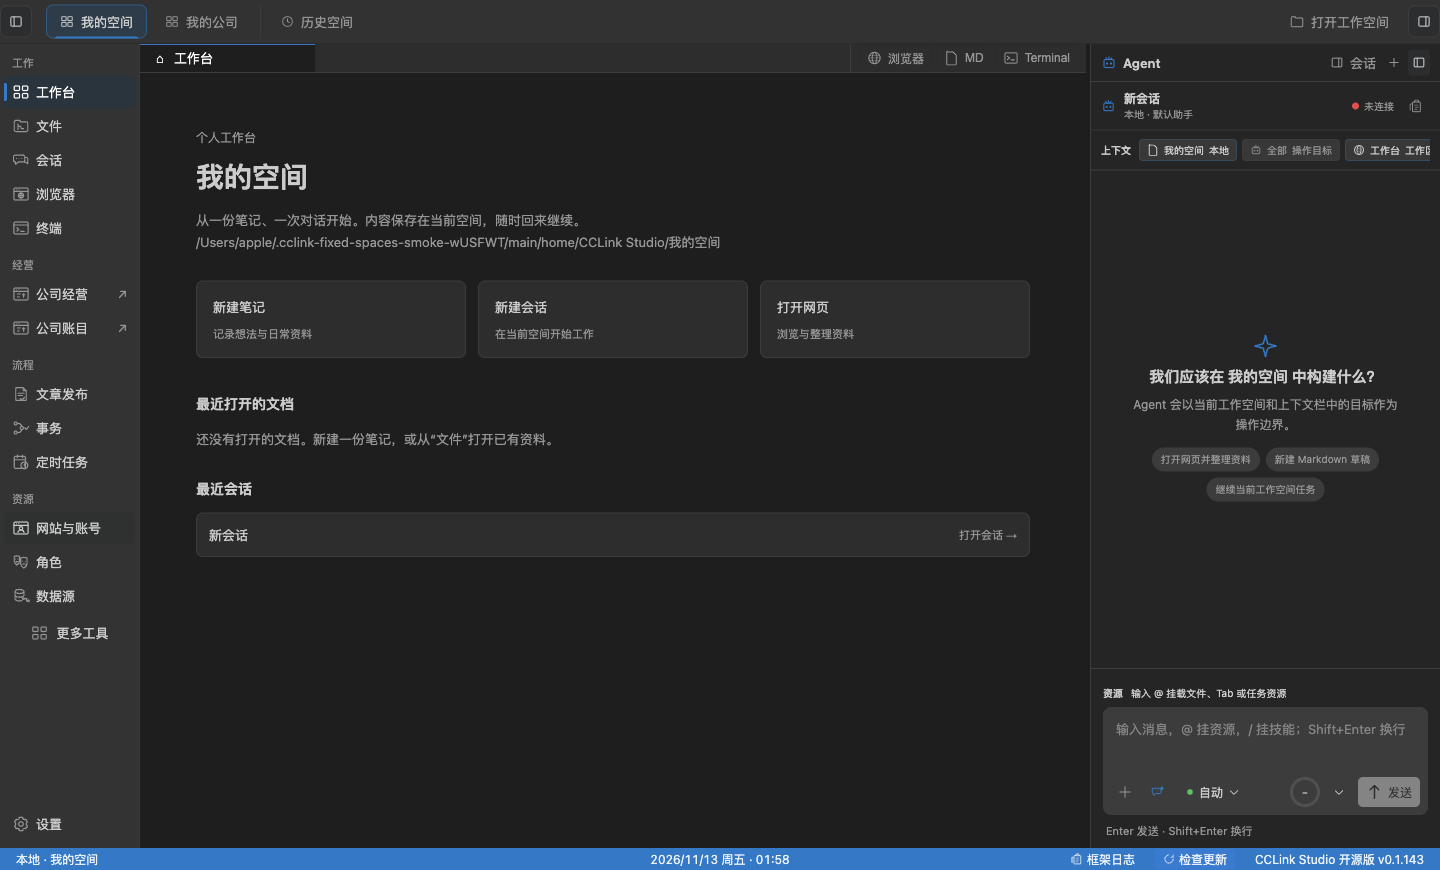 我的空间
我的公司
历史空间
打开工作空间
工作
工作台
文件
会话
浏览器
终端
经营
公司经营
公司账目
流程
文章发布
事务
定时任务
资源
网站与账号
角色
数据源
更多工具
设置
工作台
浏览器
MD
Terminal
个人工作台
我的空间
从一份笔记、一次对话开始。内容保存在当前空间，随时回来继续。
/Users/apple/.cclink-fixed-spaces-smoke-wUSFWT/main/home/CCLink Studio/我的空间
新建笔记
记录想法与日常资料
新建会话
在当前空间开始工作
打开网页
浏览与整理资料
最近打开的文档
还没有打开的文档。新建一份笔记，或从“文件”打开已有资料。
最近会话
新会话
打开会话→
Agent
会话
新会话
本地 · 默认助手
未连接
上下文
我的空间 本地
全部 操作目标
工作台 工作区
我们应该在 我的空间 中构建什么？
Agent 会以当前工作空间和上下文栏中的目标作为
操作边界。
打开网页并整理资料
新建 Markdown 草稿
继续当前工作空间任务
资源 输入 @ 挂载文件、Tab 或任务资源
输入消息，@ 挂资源，/ 挂技能；Shift+Enter 换行
自动
-
发送
Enter 发送 · Shift+Enter 换行
本地 · 我的空间
2026/11/13 周五 · 01:58
框架日志
检查更新
CCLink Studio 开源版 v0.1.143